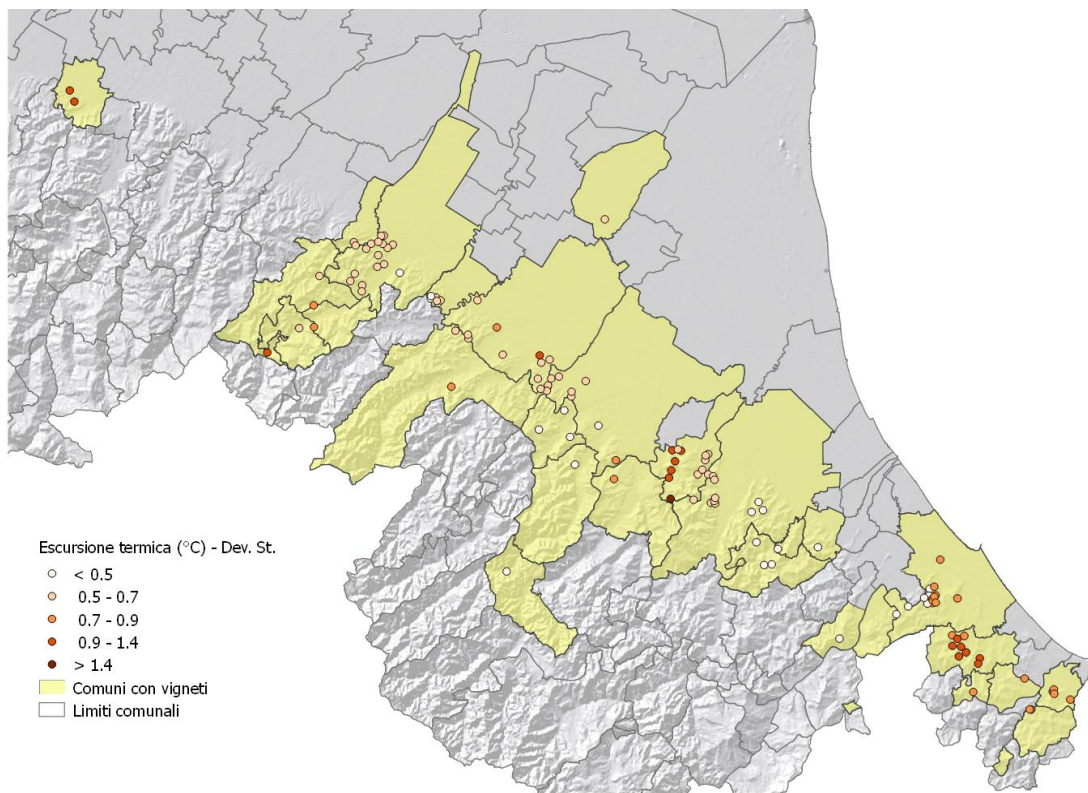 Escursione termica (°C) - Dev. St.
< 0.5
0.5 - 0.7
0.7 - 0.9
0.9 - 1.4
> 1.4
Comuni con vigneti
Limiti comunali